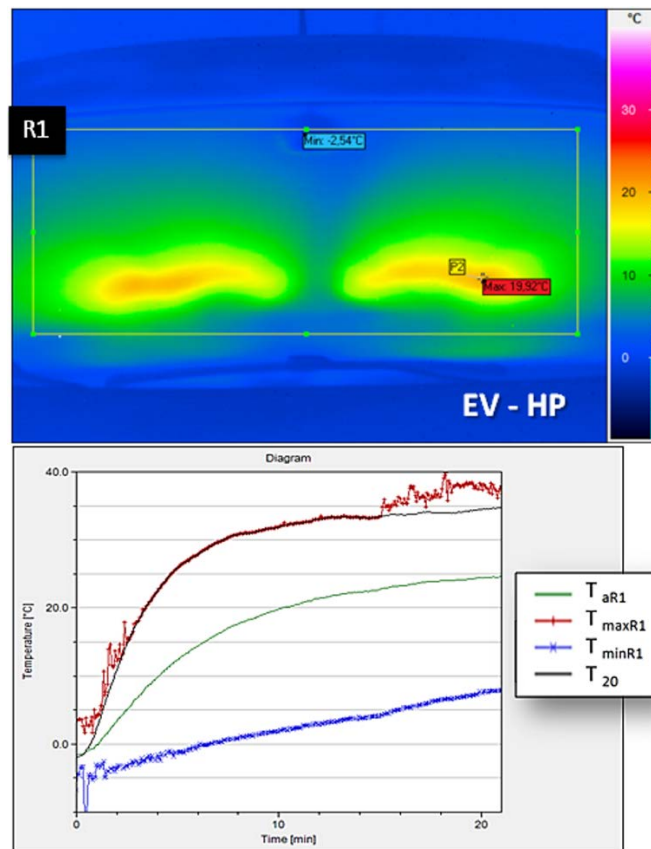 °C
R1
30
Min: -2,54°C
20
P2
10
Max: 19,92°C
0
EV - HP
Diagram
40.0
20.0
0.0
Temperature [°C]
0
10
20
Time [min]
T aR1
T maxR1
T minR1
T 20